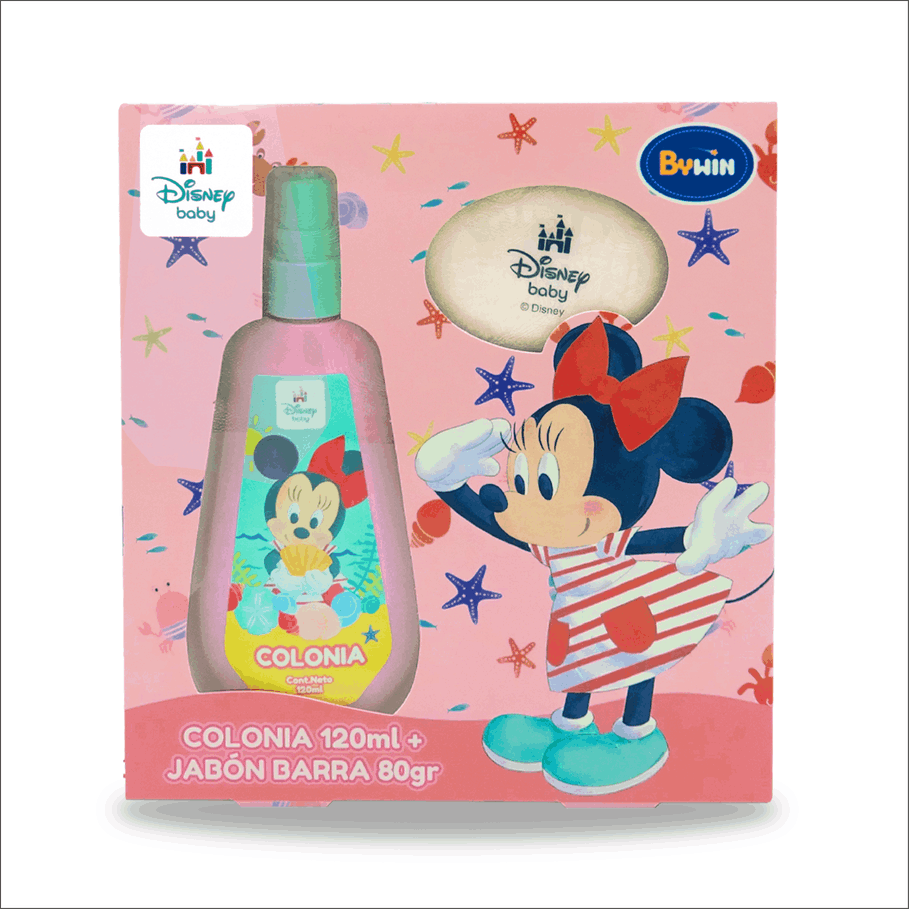 Disney
baby
BYWIN
Disney
baby
© Disney
Disney
baby
COLONIA
Cont.Neto
120ml
COLONIA 120ml +
JABÓN BARRA 80gr